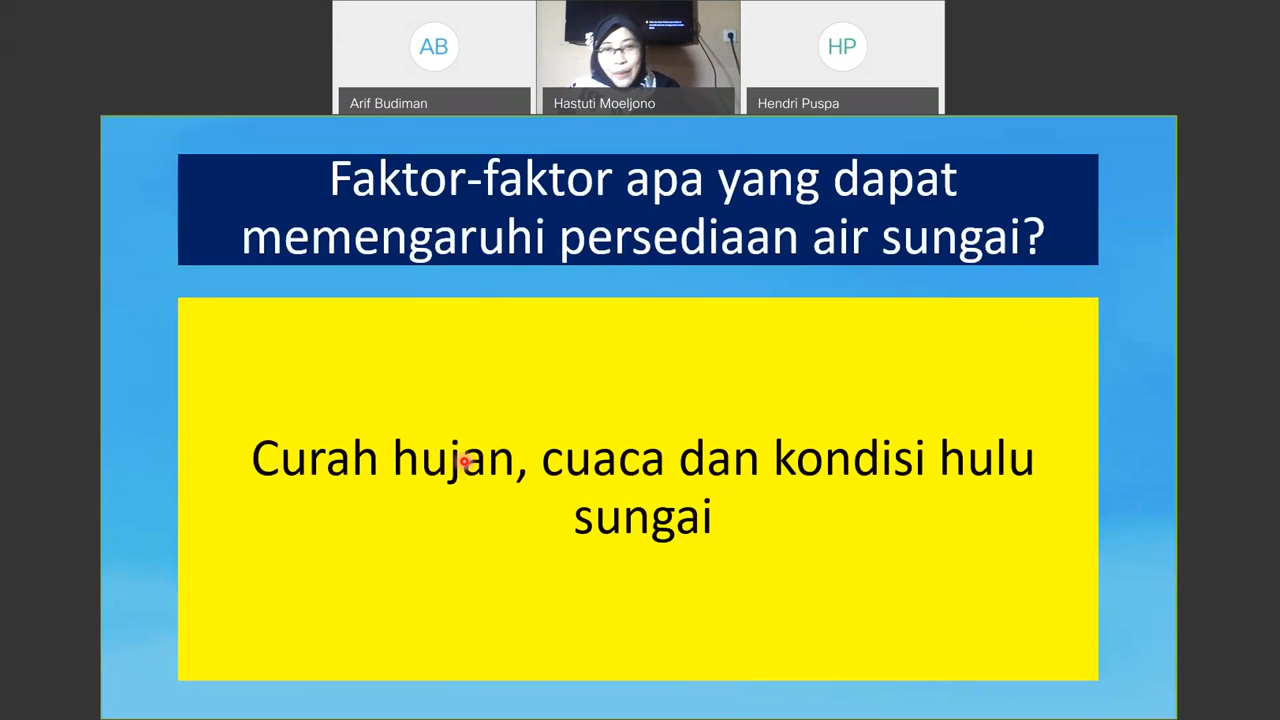 AB
HP
Arif Budiman
Hastuti Moeljono
Hendri Puspa
Faktor-faktor apa yang dapat
memengaruhi persediaan air sungai?
Curah hujan, cuaca dan kondisi hulu
sungai